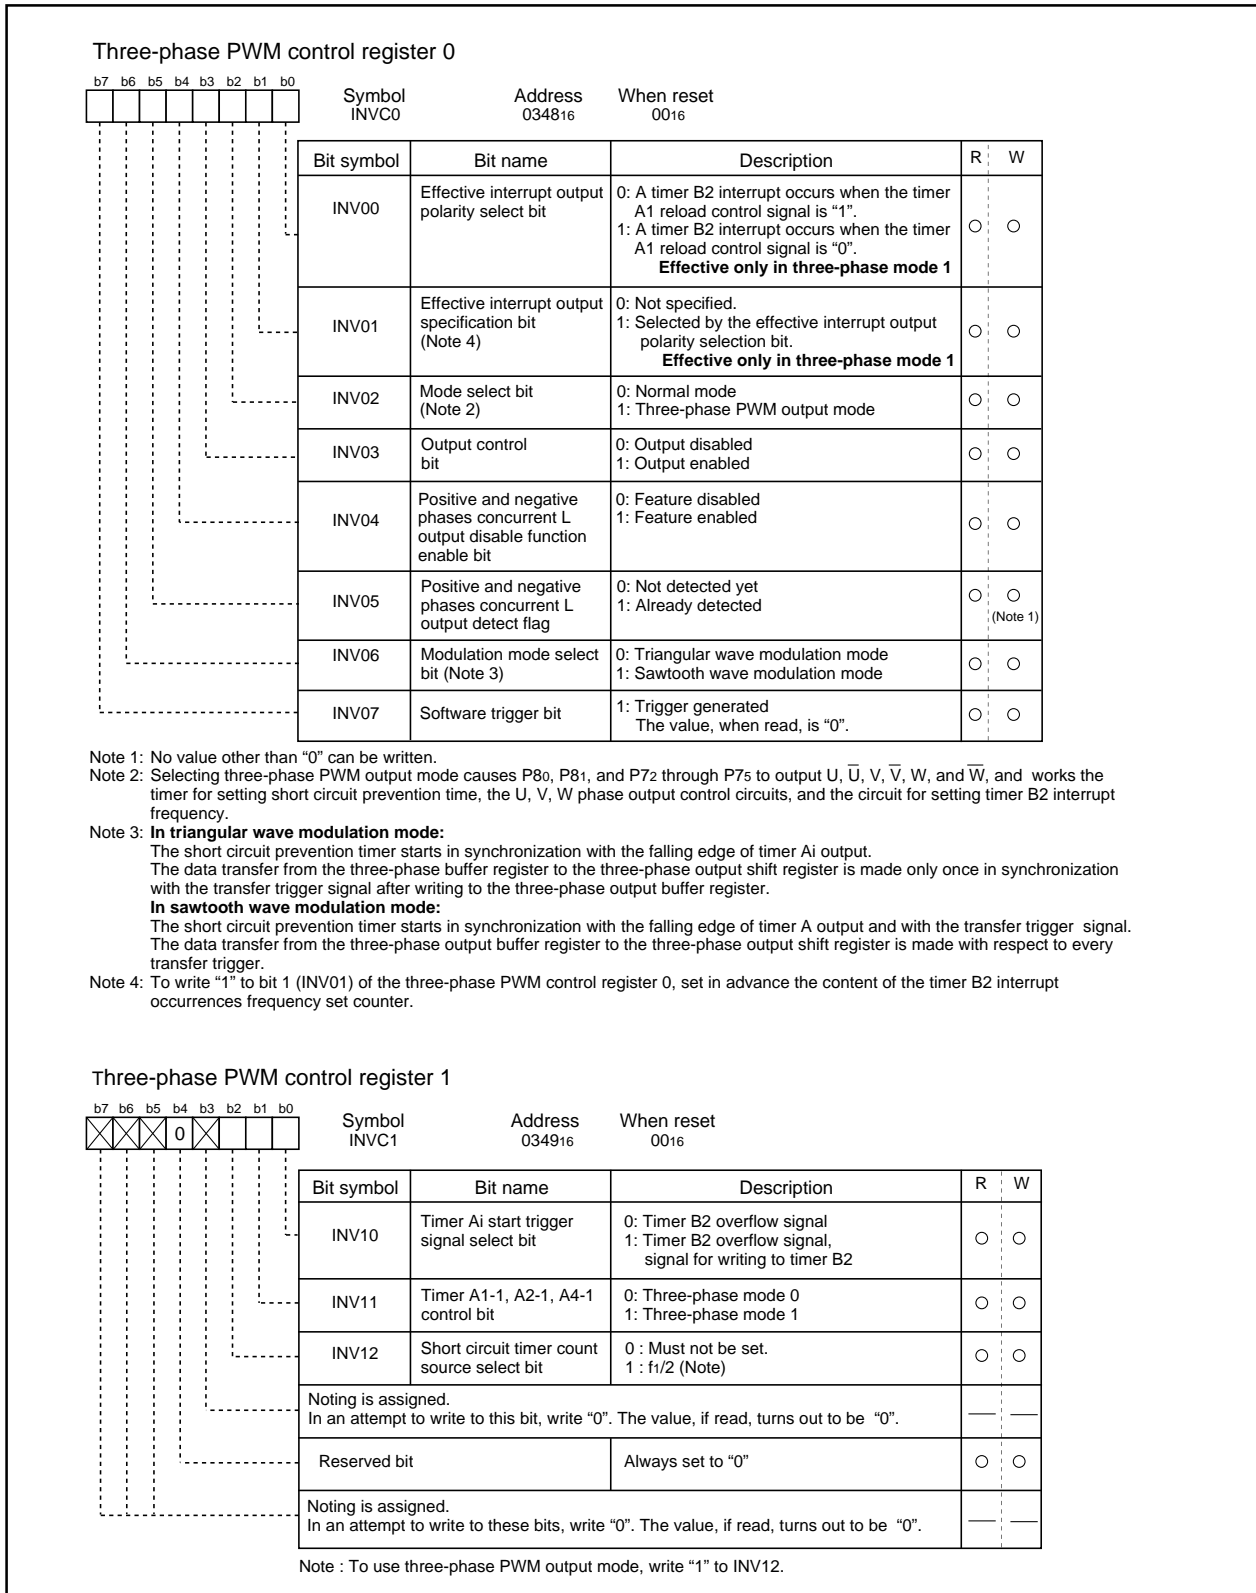 Three-phase PWM control register 0
b7 b6 b5 b4 b3 b2 b1 b0
Symbol Address When reset
INVC0 034816 0016
Bit symbol Bit name Description R W
INV00 Effective interrupt output polarity select bit 0: A timer B2 interrupt occurs when the timer
A1 reload control signal is “1”.
1: A timer B2 interrupt occurs when the timer
A1 reload control signal is “0”.
Effective only in three-phase mode 1
INV01 Effective interrupt output specification bit (Note 4) 0: Not specified.
1: Selected by the effective interrupt output
polarity selection bit.
Effective only in three-phase mode 1
INV02 Mode select bit (Note 2) 0: Normal mode
1: Three-phase PWM output mode
INV03 Output control bit 0: Output disabled
1: Output enabled
INV04 Positive and negative phases concurrent L output disable function enable bit 0: Feature disabled
1: Feature enabled
INV05 Positive and negative phases concurrent L output detect flag 0: Not detected yet
1: Already detected
(Note 1)
INV06 Modulation mode select bit (Note 3) 0: Triangular wave modulation mode
1: Sawtooth wave modulation mode
INV07 Software trigger bit 1: Trigger generated
The value, when read, is “0”.
Note 1: No value other than “0” can be written.
Note 2: Selecting three-phase PWM output mode causes P80, P81, and P72 through P75 to output U, U̅, V, V̅, W, and W̅, and works the
timer for setting short circuit prevention time, the U, V, W phase output control circuits, and the circuit for setting timer B2 interrupt
frequency.
Note 3: In triangular wave modulation mode:
The short circuit prevention timer starts in synchronization with the falling edge of timer Ai output.
The data transfer from the three-phase buffer register to the three-phase output shift register is made only once in synchronization
with the transfer trigger signal after writing to the three-phase output buffer register.
In sawtooth wave modulation mode:
The short circuit prevention timer starts in synchronization with the falling edge of timer A output and with the transfer trigger signal.
The data transfer from the three-phase output buffer register to the three-phase output shift register is made with respect to every
transfer trigger.
Note 4: To write “1” to bit 1 (INV01) of the three-phase PWM control register 0, set in advance the content of the timer B2 interrupt
occurrences frequency set counter.
Three-phase PWM control register 1
b7 b6 b5 b4 b3 b2 b1 b0
0
Symbol Address When reset
INVC1 034916 0016
Bit symbol Bit name Description R W
INV10 Timer Ai start trigger signal select bit 0: Timer B2 overflow signal
1: Timer B2 overflow signal,
signal for writing to timer B2
INV11 Timer A1-1, A2-1, A4-1 control bit 0: Three-phase mode 0
1: Three-phase mode 1
INV12 Short circuit timer count source select bit 0 : Must not be set.
1 : f1/2 (Note)
Noting is assigned.
In an attempt to write to this bit, write “0”. The value, if read, turns out to be “0”.
Reserved bit Always set to “0”
Noting is assigned.
In an attempt to write to these bits, write “0”. The value, if read, turns out to be “0”.
Note : To use three-phase PWM output mode, write “1” to INV12.